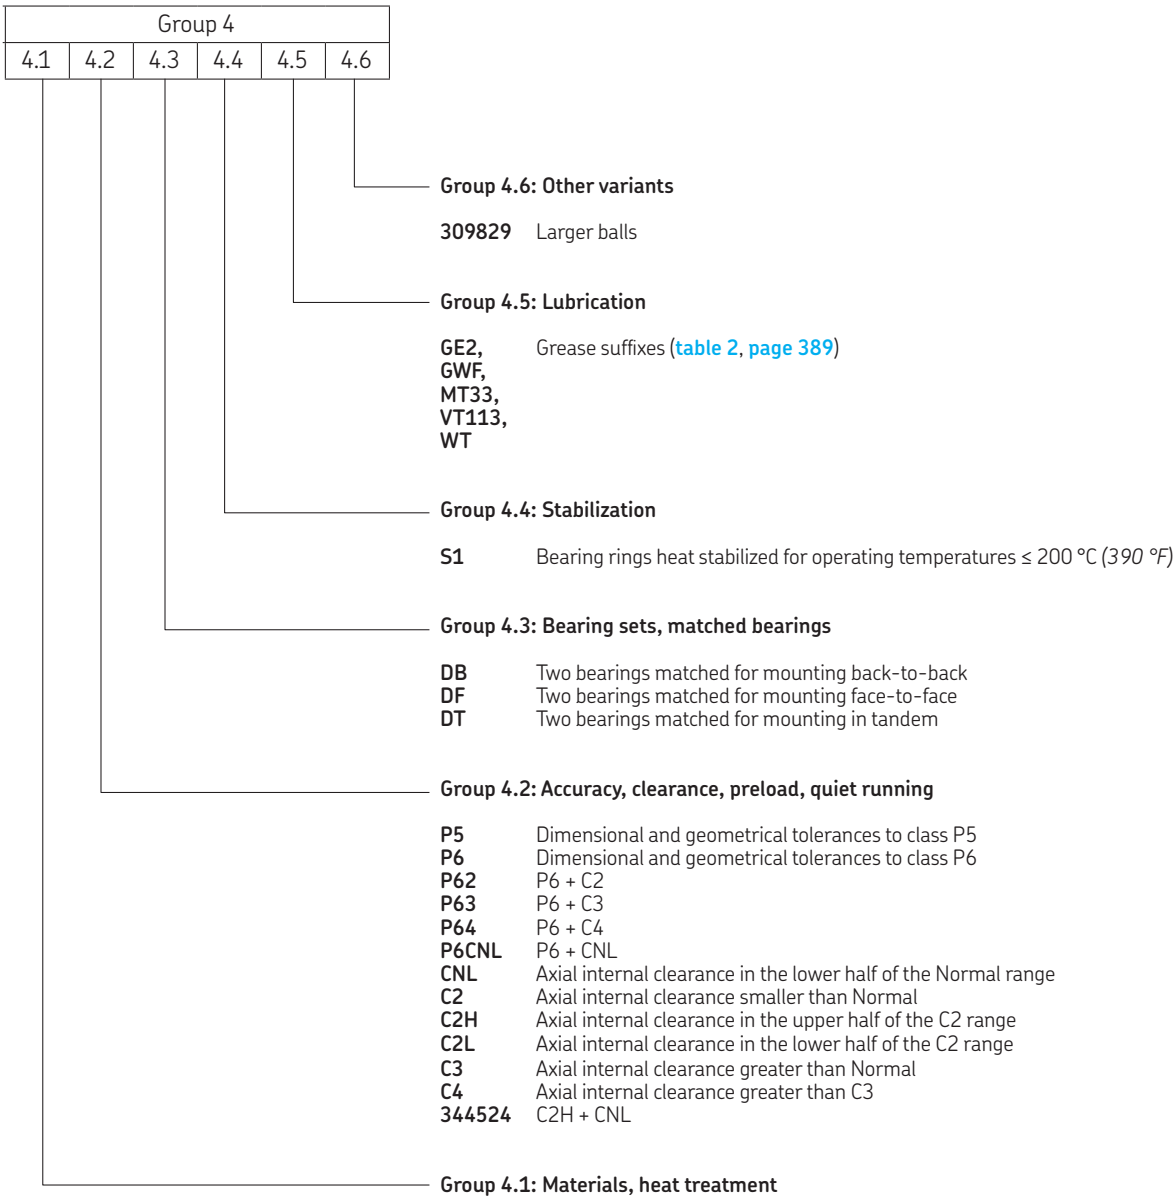 Group 4
4.1 4.2 4.3 4.4 4.5 4.6
Group 4.6: Other variants
309829 Larger balls
Group 4.5: Lubrication
GE2, Grease suffixes (table 2, page 389)
GWF,
MT33,
VT113,
WT
Group 4.4: Stabilization
S1 Bearing rings heat stabilized for operating temperatures ≤ 200 °C (390 °F)
Group 4.3: Bearing sets, matched bearings
DB Two bearings matched for mounting back-to-back
DF Two bearings matched for mounting face-to-face
DT Two bearings matched for mounting in tandem
Group 4.2: Accuracy, clearance, preload, quiet running
P5 Dimensional and geometrical tolerances to class P5
P6 Dimensional and geometrical tolerances to class P6
P62 P6 + C2
P63 P6 + C3
P64 P6 + C4
P6CNL P6 + CNL
CNL Axial internal clearance in the lower half of the Normal range
C2 Axial internal clearance smaller than Normal
C2H Axial internal clearance in the upper half of the C2 range
C2L Axial internal clearance in the lower half of the C2 range
C3 Axial internal clearance greater than Normal
C4 Axial internal clearance greater than C3
344524 C2H + CNL
Group 4.1: Materials, heat treatment